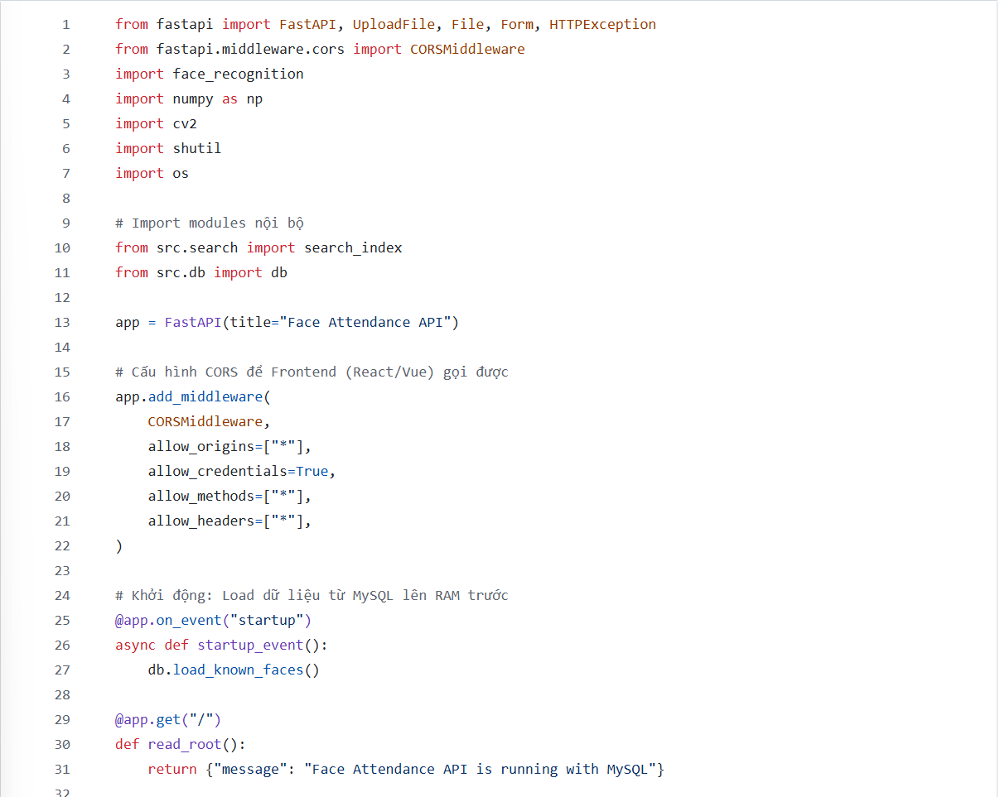 1 from fastapi import FastAPI, UploadFile, File, Form, HTTPException
2 from fastapi.middleware.cors import CORSMiddleware
3 import face_recognition
4 import numpy as np
5 import cv2
6 import shutil
7 import os
8
9 # Import modules nội bộ
10 from src.search import search_index
11 from src.db import db
12
13 app = FastAPI(title="Face Attendance API")
14
15 # Cấu hình CORS để Frontend (React/Vue) gọi được
16 app.add_middleware(
17     CORSMiddleware,
18     allow_origins=["*"],
19     allow_credentials=True,
20     allow_methods=["*"],
21     allow_headers=["*"],
22 )
23
24 # Khởi động: Load dữ liệu từ MySQL lên RAM trước
25 @app.on_event("startup")
26 async def startup_event():
27     db.load_known_faces()
28
29 @app.get("/")
30 def read_root():
31     return {"message": "Face Attendance API is running with MySQL"}
32